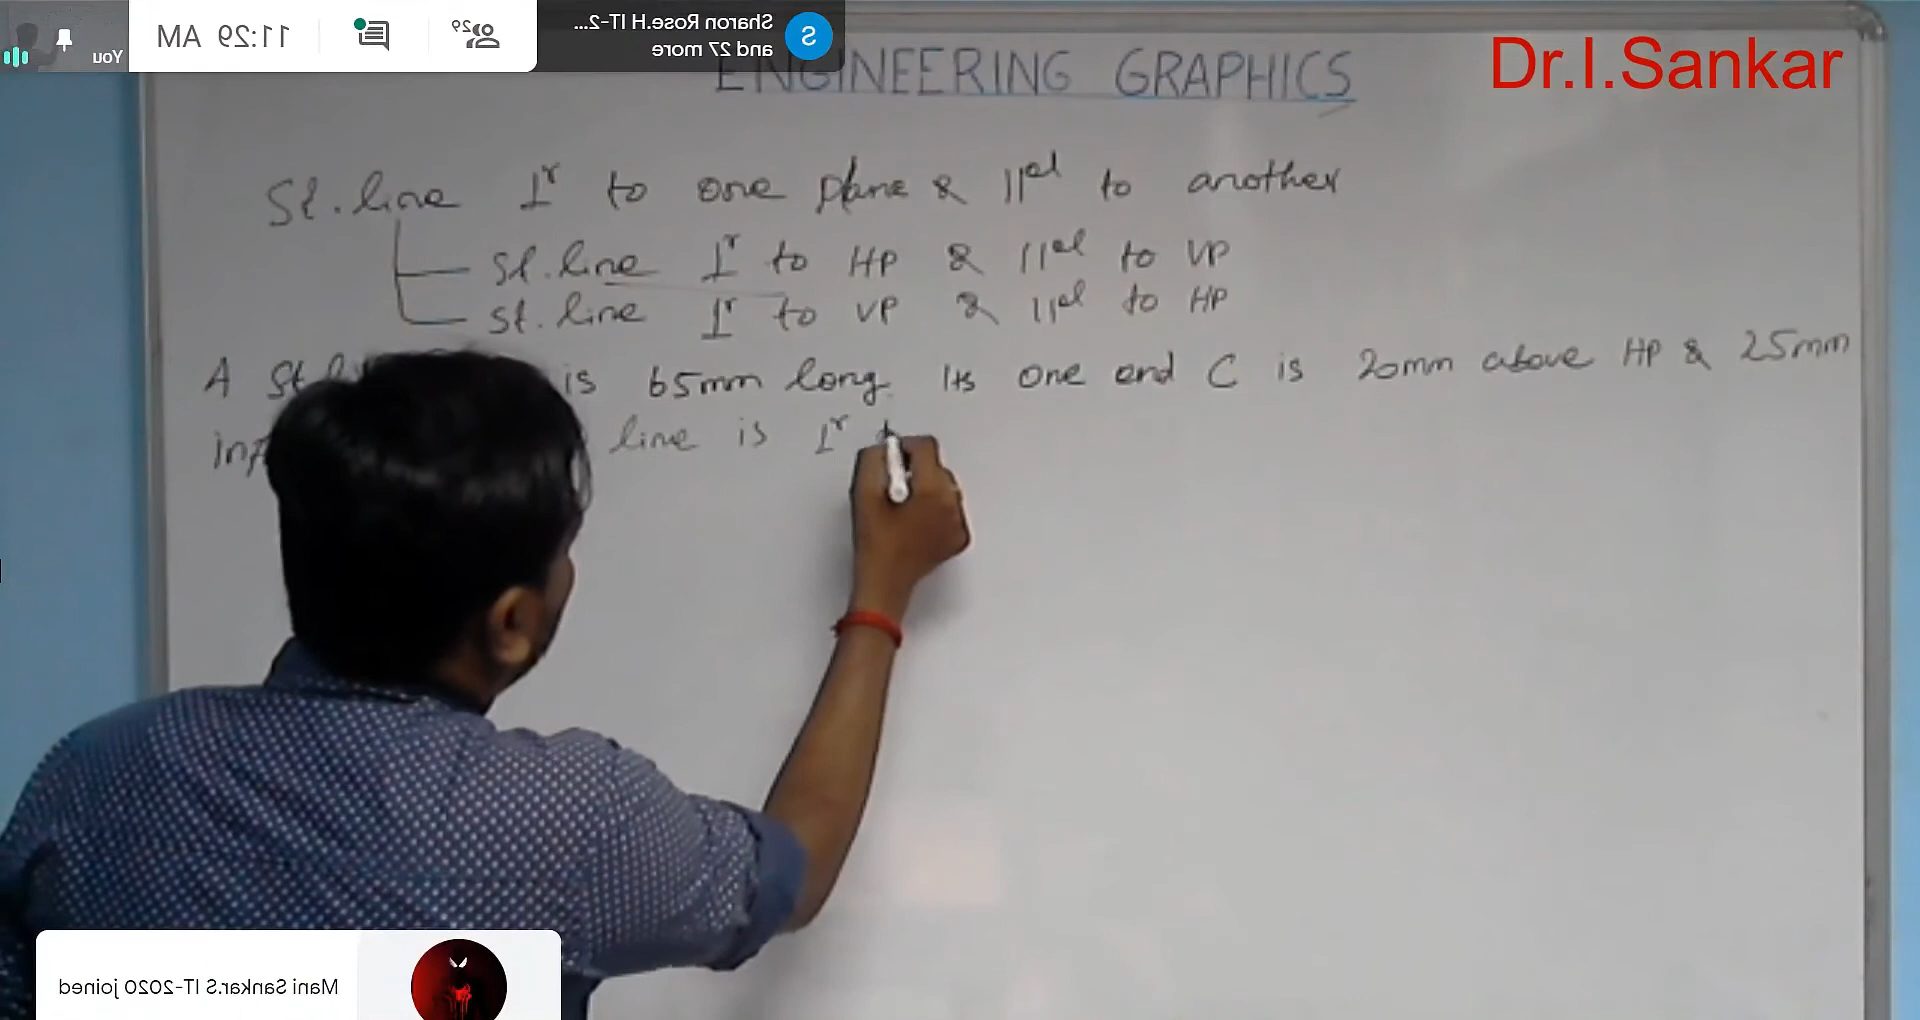 You
11:29 AM
29
Sharon Rose.H IT-2...
and 27 more
S
Dr.I.Sankar
ENGINEERING GRAPHICS
St. line ⊥r to one plane & ||el to another
St. line ⊥r to HP & ||el to VP
St. line ⊥r to VP & ||el to HP
A St. is 65mm long. Its one end C is 20mm above HP & 25mm
line is ⊥r
Mani Sankar.S IT-2020 joined